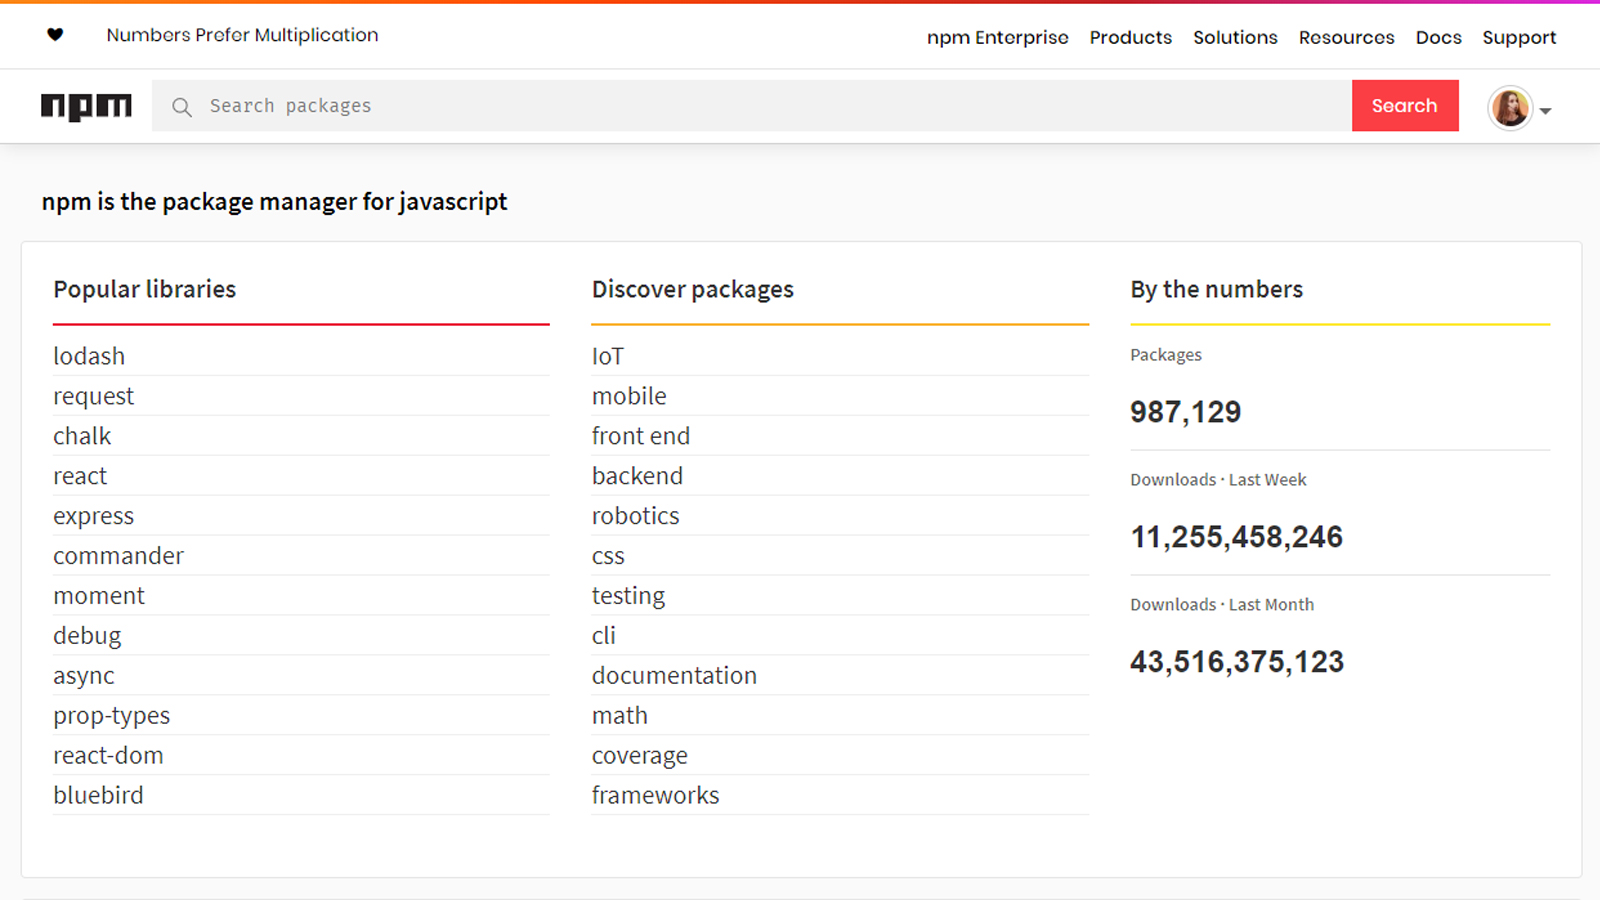 Numbers Prefer Multiplication
npm Enterprise Products Solutions Resources Docs Support
npm
Search packages
Search
npm is the package manager for javascript
Popular libraries
lodash
request
chalk
react
express
commander
moment
debug
async
prop-types
react-dom
bluebird
Discover packages
IoT
mobile
front end
backend
robotics
css
testing
cli
documentation
math
coverage
frameworks
By the numbers
Packages
987,129
Downloads · Last Week
11,255,458,246
Downloads · Last Month
43,516,375,123